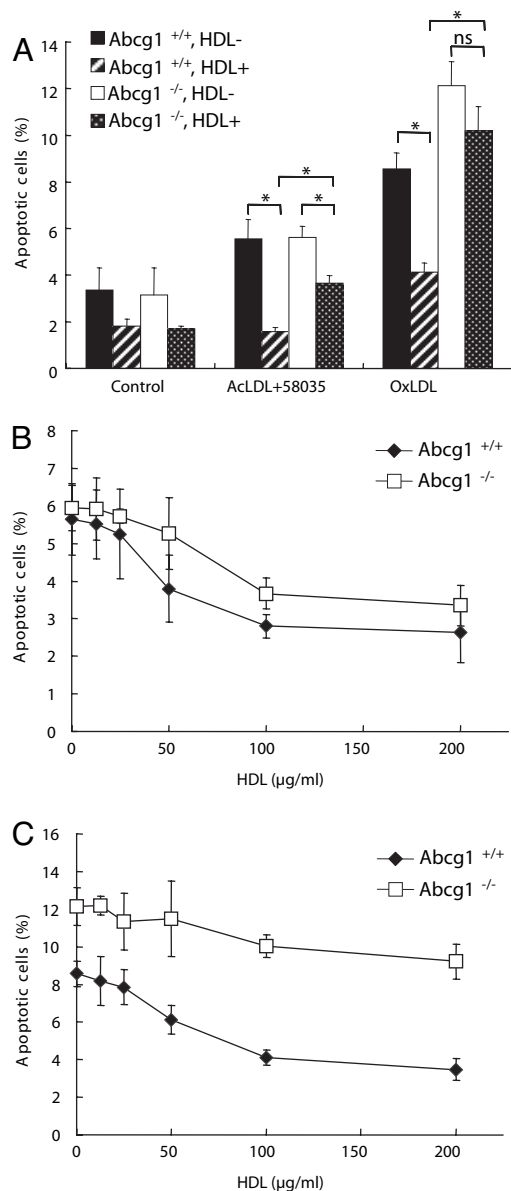 A
Abcg1 +/+, HDL-
Abcg1 +/+, HDL+
Abcg1 -/-, HDL-
Abcg1 -/-, HDL+
*
ns
*
*
*
*
Apoptotic cells (%)
14
12
10
8
6
4
2
0
Control
AcLDL+58035
OxLDL
B
Abcg1 +/+
Abcg1 -/-
Apoptotic cells (%)
8
7
6
5
4
3
2
1
0
0
50
100
150
200
HDL (µg/ml)
C
Abcg1 +/+
Abcg1 -/-
Apoptotic cells (%)
16
14
12
10
8
6
4
2
0
0
50
100
150
200
HDL (µg/ml)